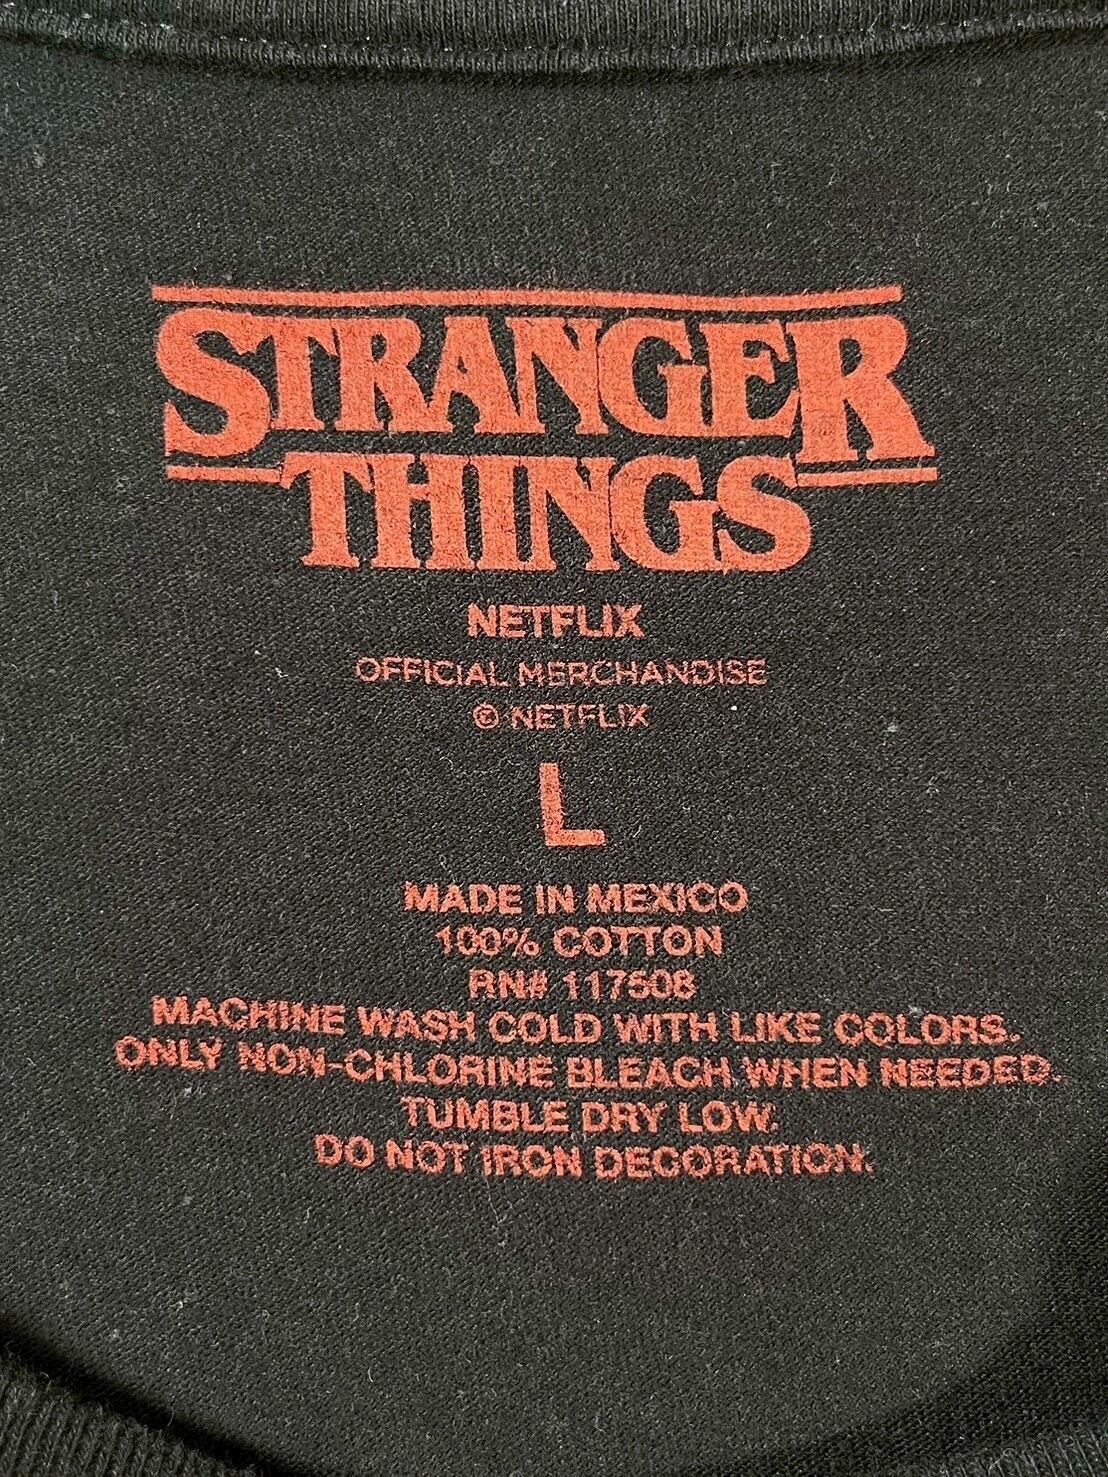 STRANGER
THINGS
NETFLIX
OFFICIAL MERCHANDISE
© NETFLIX
L
MADE IN MEXICO
100% COTTON
RN# 117608
MACHINE WASH COLD WITH LIKE COLORS.
ONLY NON-CHLORINE BLEACH WHEN NEEDED.
TUMBLE DRY LOW.
DO NOT IRON DECORATION.